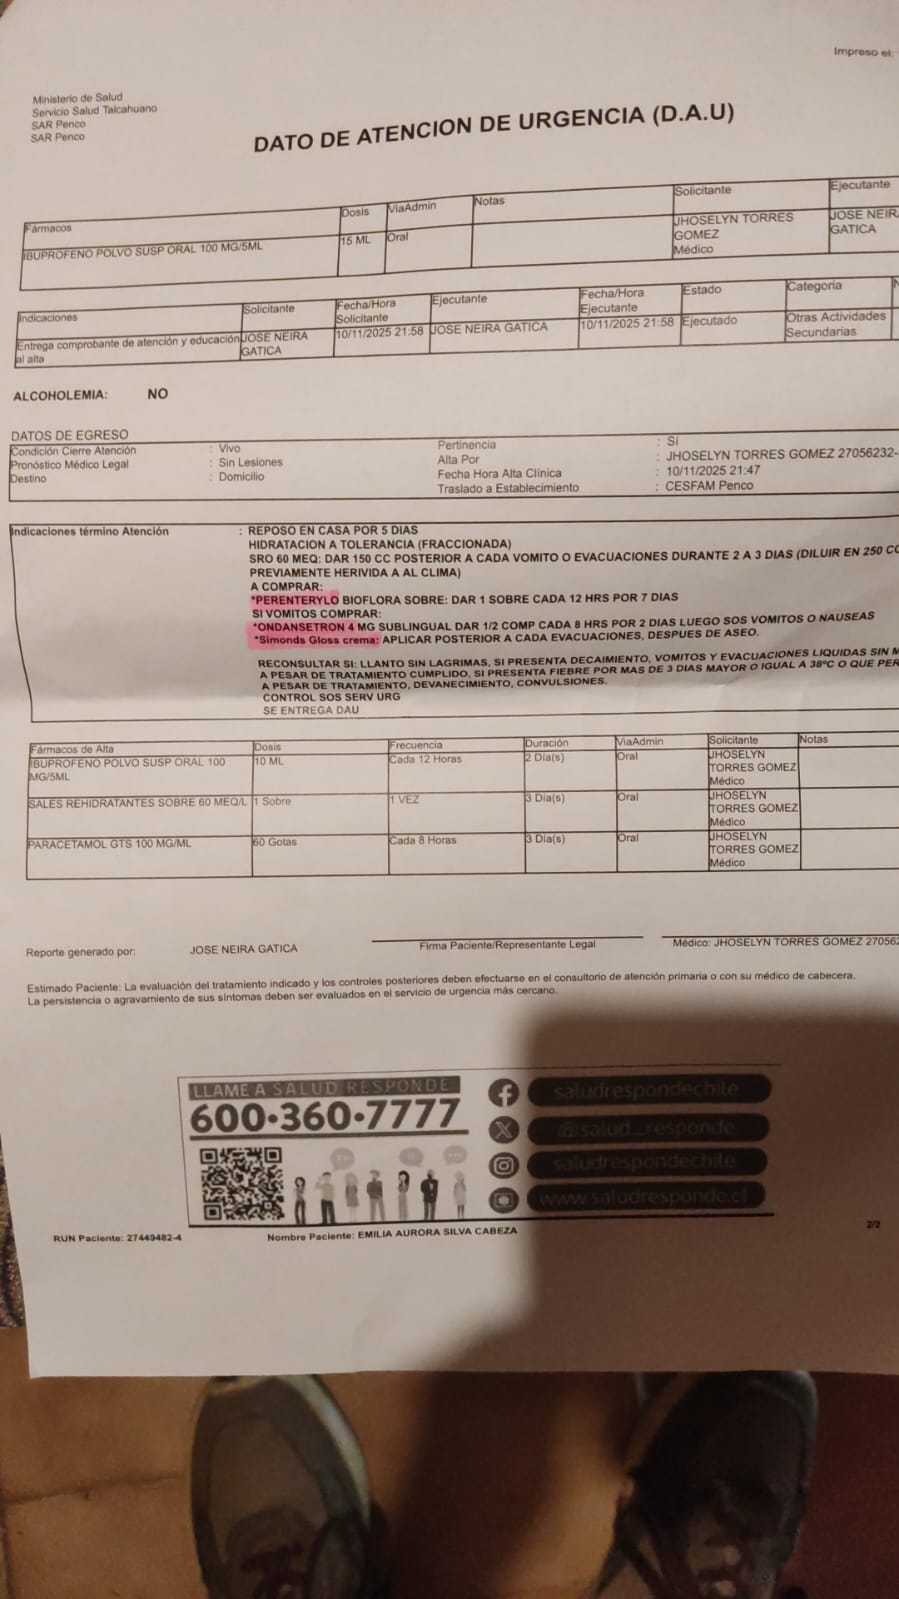 Impreso el:
Ministerio de Salud
Servicio Salud Talcahuano
SAR Penco
SAR Penco
DATO DE ATENCION DE URGENCIA (D.A.U)
Fármacos Dosis ViaAdmin Notas Solicitante Ejecutante
IBUPROFENO POLVO SUSP ORAL 100 MG/5ML 15 ML Oral JHOSELYN TORRES JOSE NEIRA
GOMEZ GATICA
Médico
Indicaciones Solicitante Fecha/Hora Ejecutante Fecha/Hora Estado Categoria
Solicitante Ejecutante
Entrega comprobante de atención y educación JOSE NEIRA 10/11/2025 21:58 JOSE NEIRA GATICA 10/11/2025 21:58 Ejecutado Otras Actividades
al alta GATICA Secundarias
ALCOHOLEMIA: NO
DATOS DE EGRESO
Condición Cierre Atención : Vivo Pertinencia : Sí
Pronóstico Médico Legal : Sin Lesiones Alta Por : JHOSELYN TORRES GOMEZ 27056232-
Destino : Domicilio Fecha Hora Alta Clínica : 10/11/2025 21:47
Traslado a Establecimiento : CESFAM Penco
Indicaciones término Atención : REPOSO EN CASA POR 5 DIAS
HIDRATACION A TOLERANCIA (FRACCIONADA)
SRO 60 MEQ: DAR 150 CC POSTERIOR A CADA VOMITO O EVACUACIONES DURANTE 2 A 3 DIAS (DILUIR EN 250 CC
PREVIAMENTE HERIVIDA A AL CLIMA)
A COMPRAR:
*PERENTERYLO BIOFLORA SOBRE: DAR 1 SOBRE CADA 12 HRS POR 7 DIAS
SI VOMITOS COMPRAR:
*ONDANSETRON 4 MG SUBLINGUAL DAR 1/2 COMP CADA 8 HRS POR 2 DIAS LUEGO SOS VOMITOS O NAUSEAS
*Simonds Gloss crema: APLICAR POSTERIOR A CADA EVACUACIONES, DESPUES DE ASEO.
RECONSULTAR SI: LLANTO SIN LAGRIMAS, SI PRESENTA DECAIMIENTO, VOMITOS Y EVACUACIONES LIQUIDAS SIN M
A PESAR DE TRATAMIENTO CUMPLIDO, SI PRESENTA FIEBRE POR MAS DE 3 DIAS MAYOR O IGUAL A 38ºC O QUE PER
A PESAR DE TRATAMIENTO, DEVANECIMIENTO, CONVULSIONES.
CONTROL SOS SERV URG
SE ENTREGA DAU
Fármacos de Alta Dosis Frecuencia Duración ViaAdmin Solicitante Notas
IBUPROFENO POLVO SUSP ORAL 100 10 ML Cada 12 Horas 2 Día(s) Oral JHOSELYN
MG/5ML TORRES GOMEZ
Médico
SALES REHIDRATANTES SOBRE 60 MEQ/L 1 Sobre 1 VEZ 3 Día(s) Oral JHOSELYN
TORRES GOMEZ
Médico
PARACETAMOL GTS 100 MG/ML 60 Gotas Cada 8 Horas 3 Día(s) Oral JHOSELYN
TORRES GOMEZ
Médico
Reporte generado por: JOSE NEIRA GATICA Firma Paciente/Representante Legal Médico: JHOSELYN TORRES GOMEZ 270562
Estimado Paciente: La evaluación del tratamiento indicado y los controles posteriores deben efectuarse en el consultorio de atención primaria o con su médico de cabecera.
La persistencia o agravamiento de sus síntomas deben ser evaluados en el servicio de urgencia más cercano.
LLAME A SALUD RESPONDE
600·360·7777
saludrespondechile
@salud_responde
saludrespondechile
www.saludresponde.cl
RUN Paciente: 27449482-4 Nombre Paciente: EMILIA AURORA SILVA CABEZA 2/2